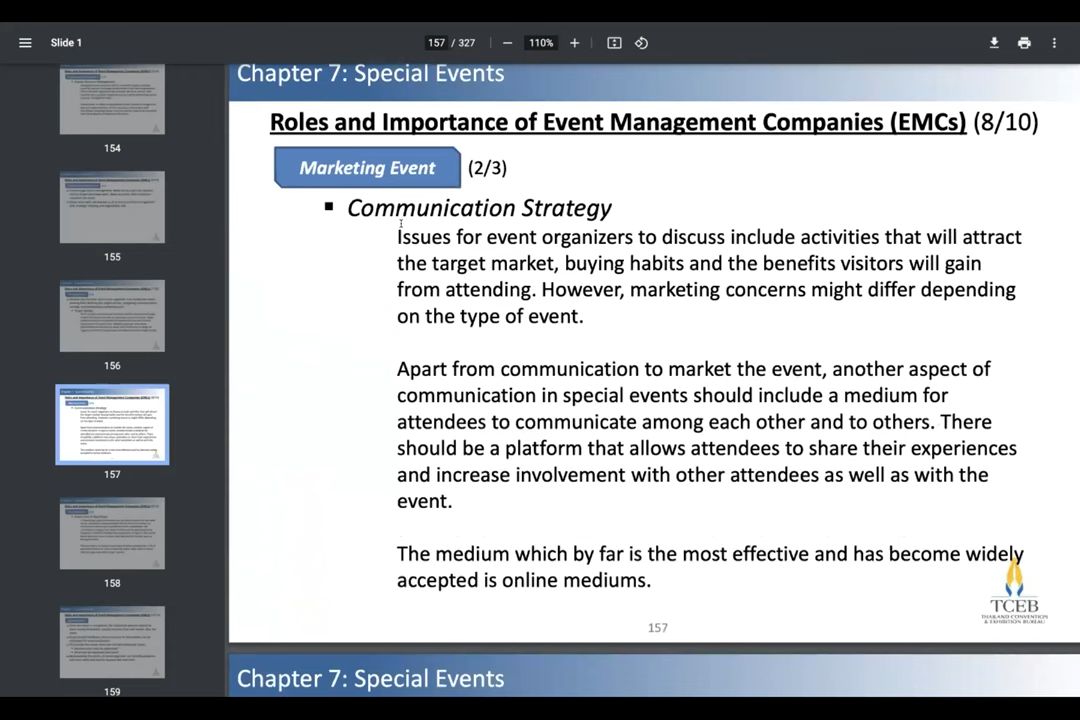 Slide 1
157 / 327
110%
154
155
156
157
158
159
Chapter 7: Special Events
Roles and Importance of Event Management Companies (EMCs) (8/10)
Marketing Event (2/3)
▪ Communication Strategy
Issues for event organizers to discuss include activities that will attract
the target market, buying habits and the benefits visitors will gain
from attending. However, marketing concerns might differ depending
on the type of event.
Apart from communication to market the event, another aspect of
communication in special events should include a medium for
attendees to communicate among each other and to others. There
should be a platform that allows attendees to share their experiences
and increase involvement with other attendees as well as with the
event.
The medium which by far is the most effective and has become widely
accepted is online mediums.
TCEB
THAILAND CONVENTION
& EXHIBITION BUREAU
157
Chapter 7: Special Events